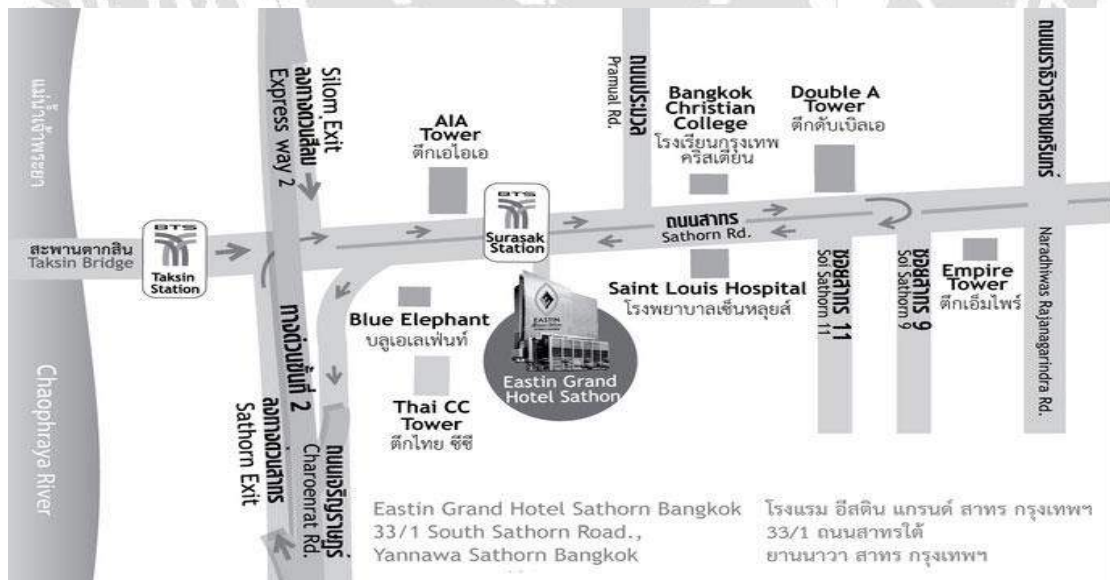 แม่น้ำเจ้าพระยา
Chaophraya River
สะพานตากสิน
Taksin Bridge
BTS
Taksin
Station
Silom Exit
ลงทางด่วนสีลม
Express way 2
ทางด่วนขั้นที่ 2
ลงทางด่วนสาทร
Sathorn Exit
ถนนเจริญราษฎร์
Charoenrat Rd.
AIA
Tower
ตึกเอไอเอ
BTS
Surasak
Station
ถนนประมวล
Pramual Rd.
Bangkok
Christian
College
โรงเรียนกรุงเทพ
คริสเตียน
Double A
Tower
ตึกดับเบิลเอ
ถนนนราธิวาสราชนครินทร์
Naradhiwas Rajanagarindra Rd.
ถนนสาทร
Sathorn Rd.
Blue Elephant
บลูเอเลเฟ่นท์
Thai CC
Tower
ตึกไทย ซีซี
EASTIN
Eastin Grand
Hotel Sathon
Saint Louis Hospital
โรงพยาบาลเซ็นหลุยส์
ซอยสาทร 11
Soi Sathorn 11
ซอยสาทร 9
Soi Sathorn 9
Empire
Tower
ตึกเอ็มไพร์
Eastin Grand Hotel Sathorn Bangkok
33/1 South Sathorn Road.,
Yannawa Sathorn Bangkok
โรงแรม อีสติน แกรนด์ สาทร กรุงเทพฯ
33/1 ถนนสาทรใต้
ยานนาวา สาทร กรุงเทพฯ